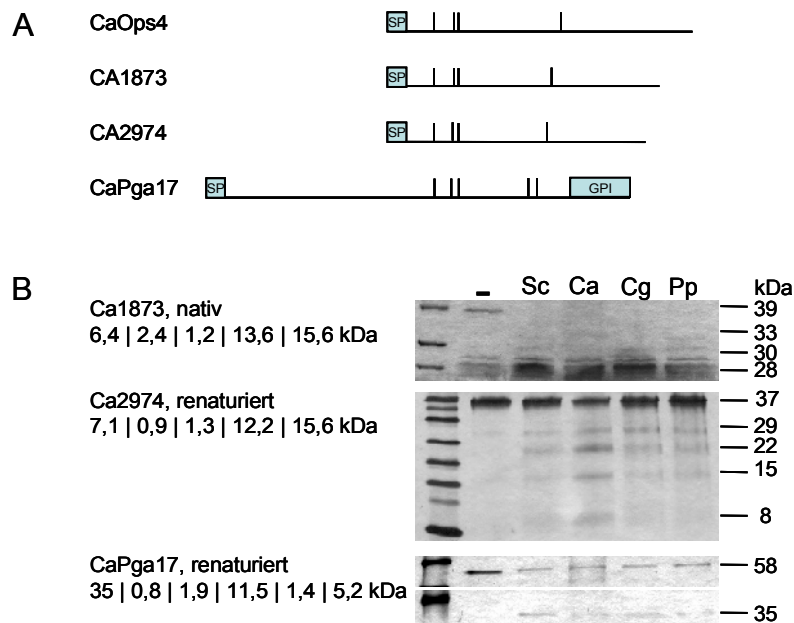 A
CaOps4 SP
CA1873 SP
CA2974 SP
CaPga17 SP GPI
B
- Sc Ca Cg Pp kDa
Ca1873, nativ
6,4 | 2,4 | 1,2 | 13,6 | 15,6 kDa
39
33
30
28
Ca2974, renaturiert
7,1 | 0,9 | 1,3 | 12,2 | 15,6 kDa
37
29
22
15
8
CaPga17, renaturiert
35 | 0,8 | 1,9 | 11,5 | 1,4 | 5,2 kDa
58
35